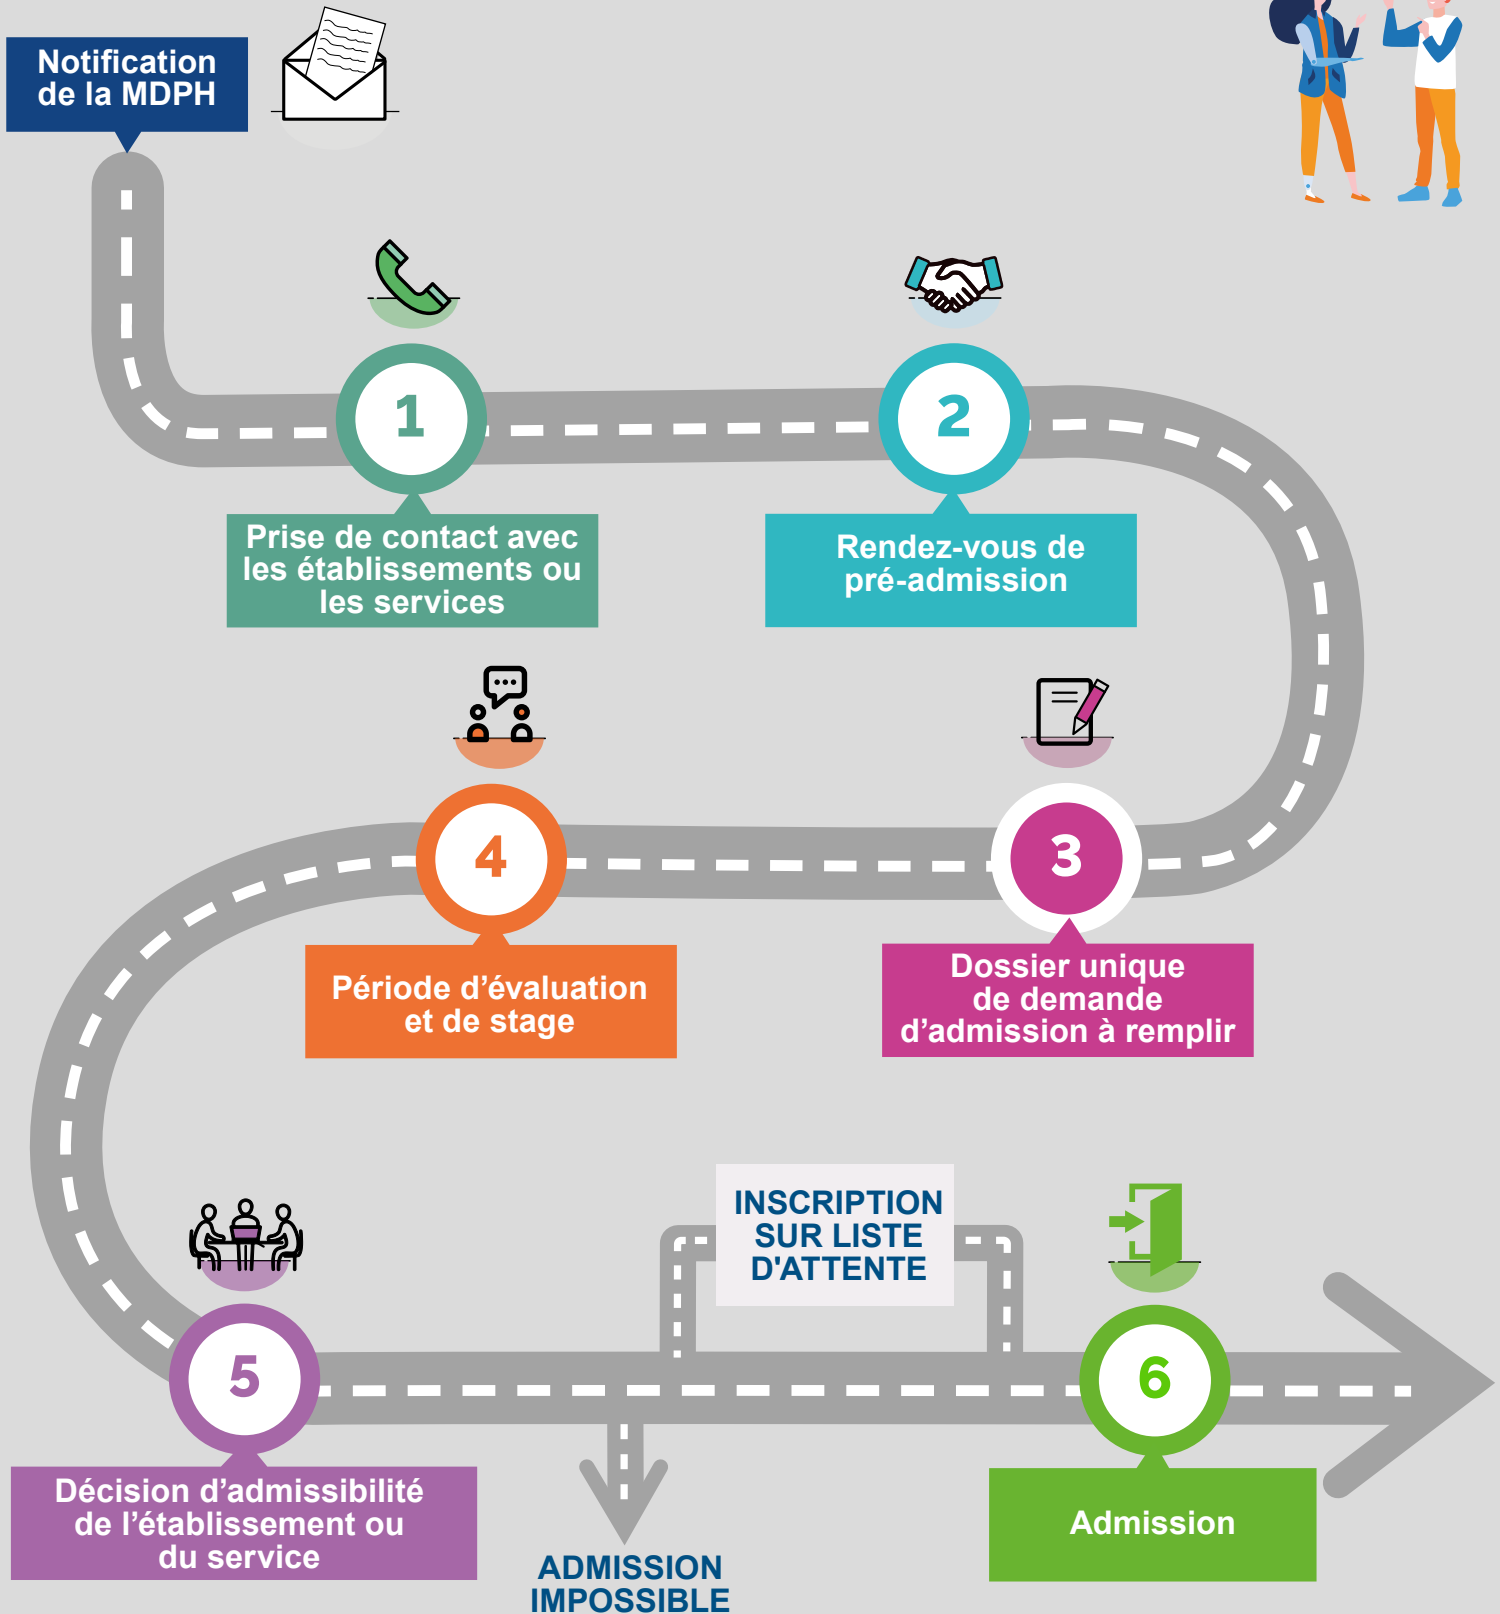 Notification
de la MDPH
1
Prise de contact avec
les établissements ou
les services
2
Rendez-vous de
pré-admission
3
Dossier unique
de demande
d’admission à remplir
4
Période d’évaluation
et de stage
5
Décision d’admissibilité
de l’établissement ou
du service
INSCRIPTION
SUR LISTE
D'ATTENTE
ADMISSION
IMPOSSIBLE
6
Admission